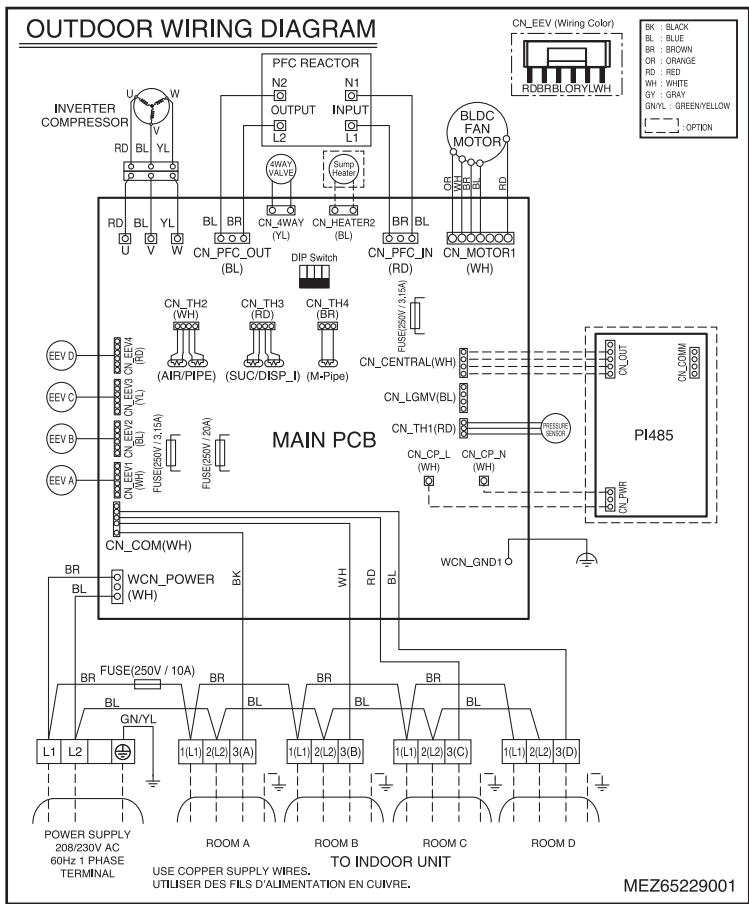 OUTDOOR WIRING DIAGRAM
CN_EEV (Wiring Color)
RDBRBLORYLWH
BK : BLACK
BL : BLUE
BR : BROWN
OR : ORANGE
RD : RED
WH : WHITE
GY : GRAY
GN/YL : GREEN/YELLOW
: OPTION
PFC REACTOR
N2 N1
OUTPUT INPUT
L2 L1
INVERTER
COMPRESSOR
U W
V
RD BL YL
4WAY
VALVE
Sump
Heater
BLDC
FAN
MOTOR
OR WH BR BL RD
RD BL YL
U V W
BL BR
CN_PFC_OUT
(BL)
CN_4WAY
(YL)
CN_HEATER2
(BL)
BR BL
CN_PFC_IN
(RD)
CN_MOTOR1
(WH)
DIP Switch
CN_TH2
(WH)
(AIR/PIPE)
CN_TH3
(RD)
(SUC/DISP_I)
CN_TH4
(BR)
(M-Pipe)
FUSE(250V / 3.15A)
EEV D
CN_EEV4
(RD)
EEV C
CN_EEV3
(YL)
EEV B
CN_EEV2
(BL)
EEV A
CN_EEV1
(WH)
FUSE(250V / 3.15A)
FUSE(250V / 20A)
MAIN PCB
CN_CENTRAL(WH)
CN_LGMV(BL)
CN_TH1(RD)
PRESSURE
SENSOR
CN_CP_L
(WH)
CN_CP_N
(WH)
CN_OUT
CN_COMM
PI485
CN_PWR
CN_COM(WH)
WCN_GND1
BR
BL
WCN_POWER
(WH)
BK
WH
RD
BL
BR FUSE(250V / 10A) BR BR BR
BL BL BL BL
GN/YL
L1 L2
1(L1) 2(L2) 3(A)
1(L1) 2(L2) 3(B)
1(L1) 2(L2) 3(C)
1(L1) 2(L2) 3(D)
POWER SUPPLY
208/230V AC
60Hz 1 PHASE
TERMINAL
ROOM A ROOM B ROOM C ROOM D
TO INDOOR UNIT
USE COPPER SUPPLY WIRES.
UTILISER DES FILS D'ALIMENTATION EN CUIVRE.
MEZ65229001